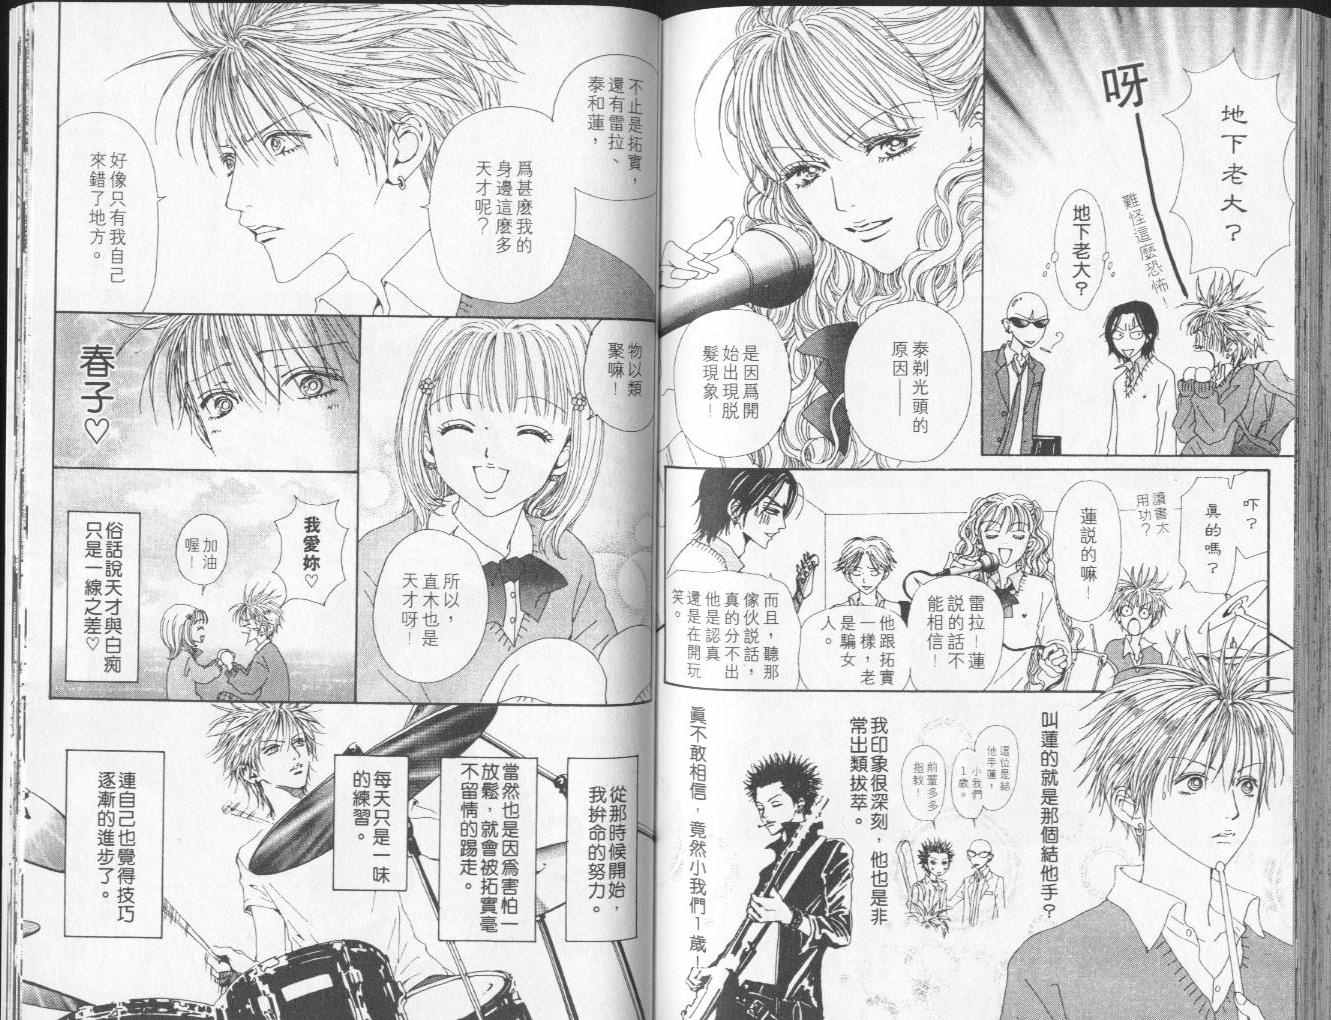 地下老大？
呀
難怪這麼恐怖！
地下老大？
？
泰剃光頭的
原因——
是因爲開
始出現脫
髮現象！
吓？
真的嗎？
讀書太
用功？
蓮說的嘛！
雷拉！蓮
說的話不
能相信！
他跟拓實
一樣，老
是騙女
人。
而且，聽那
傢伙說話，
真的分不出
他是認真
還是在開玩
笑。
叫蓮的就是那個結他手？
這位是結
他手蓮，
小我們
1歲。
前輩多多
指教！
我印象很深刻，他也是非
常出類拔萃。
真不敢相信，竟然小我們1歲！
不止是拓實，
還有雷拉、
泰和蓮，
爲甚麼我的
身邊這麼多
天才呢？
好像只有我自己
來錯了地方。
物以類
聚嘛！
所以，
直木也是
天才呀！
春子♡
我愛妳♡
加油
喔！
俗話說天才與白痴
只是一線之差♡
從那時候開始，
我拚命的努力。
當然也是因爲害怕一
放鬆，就會被拓實毫
不留情的踢走。
每天只是一味
的練習。
連自己也覺得技巧
逐漸的進步了。